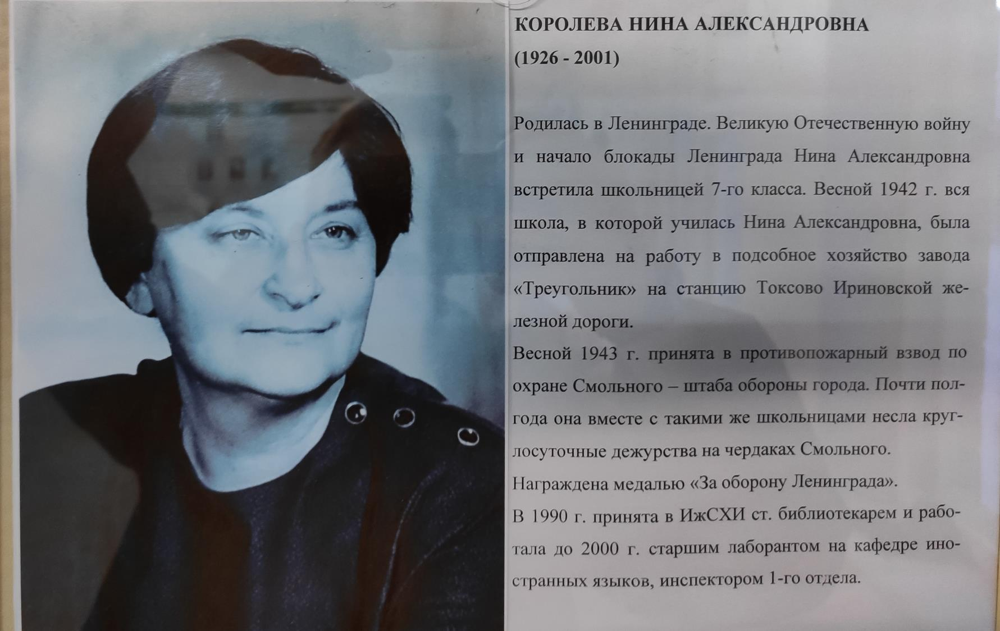 КОРОЛЕВА НИНА АЛЕКСАНДРОВНА
(1926 - 2001)
Родилась в Ленинграде. Великую Отечественную войну
и начало блокады Ленинграда Нина Александровна
встретила школьницей 7-го класса. Весной 1942 г. вся
школа, в которой училась Нина Александровна, была
отправлена на работу в подсобное хозяйство завода
«Треугольник» на станцию Токсово Ириновской же-
лезной дороги.
Весной 1943 г. принята в противопожарный взвод по
охране Смольного – штаба обороны города. Почти пол-
года она вместе с такими же школьницами несла круг-
лосуточные дежурства на чердаках Смольного.
Награждена медалью «За оборону Ленинграда».
В 1990 г. принята в ИжСХИ ст. библиотекарем и рабо-
тала до 2000 г. старшим лаборантом на кафедре ино-
странных языков, инспектором 1-го отдела.